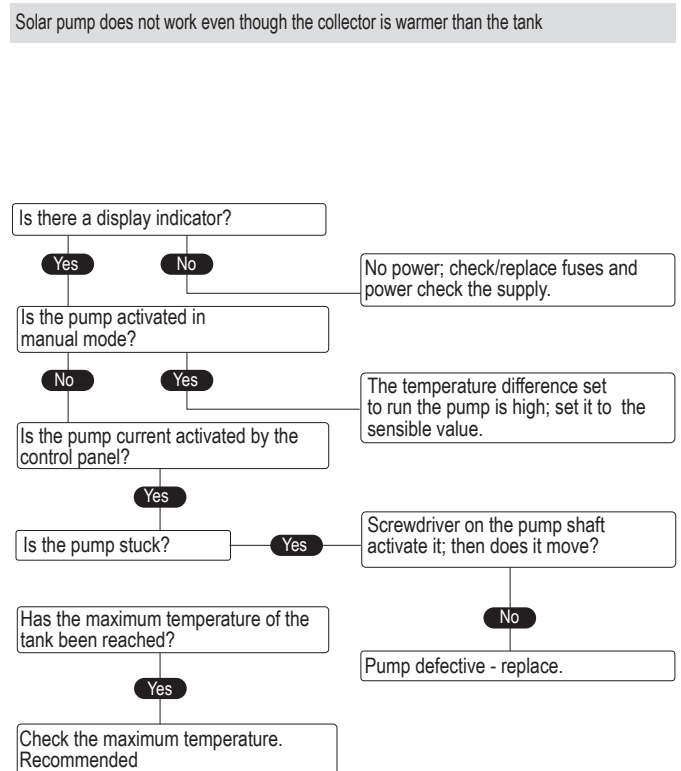 Solar pump does not work even though the collector is warmer than the tank
Is there a display indicator?
Yes
No
No power; check/replace fuses and
power check the supply.
Is the pump activated in
manual mode?
No
Yes
The temperature difference set
to run the pump is high; set it to the
sensible value.
Is the pump current activated by the
control panel?
Yes
Is the pump stuck?
Yes
Screwdriver on the pump shaft
activate it; then does it move?
No
Pump defective - replace.
Has the maximum temperature of the
tank been reached?
Yes
Check the maximum temperature.
Recommended